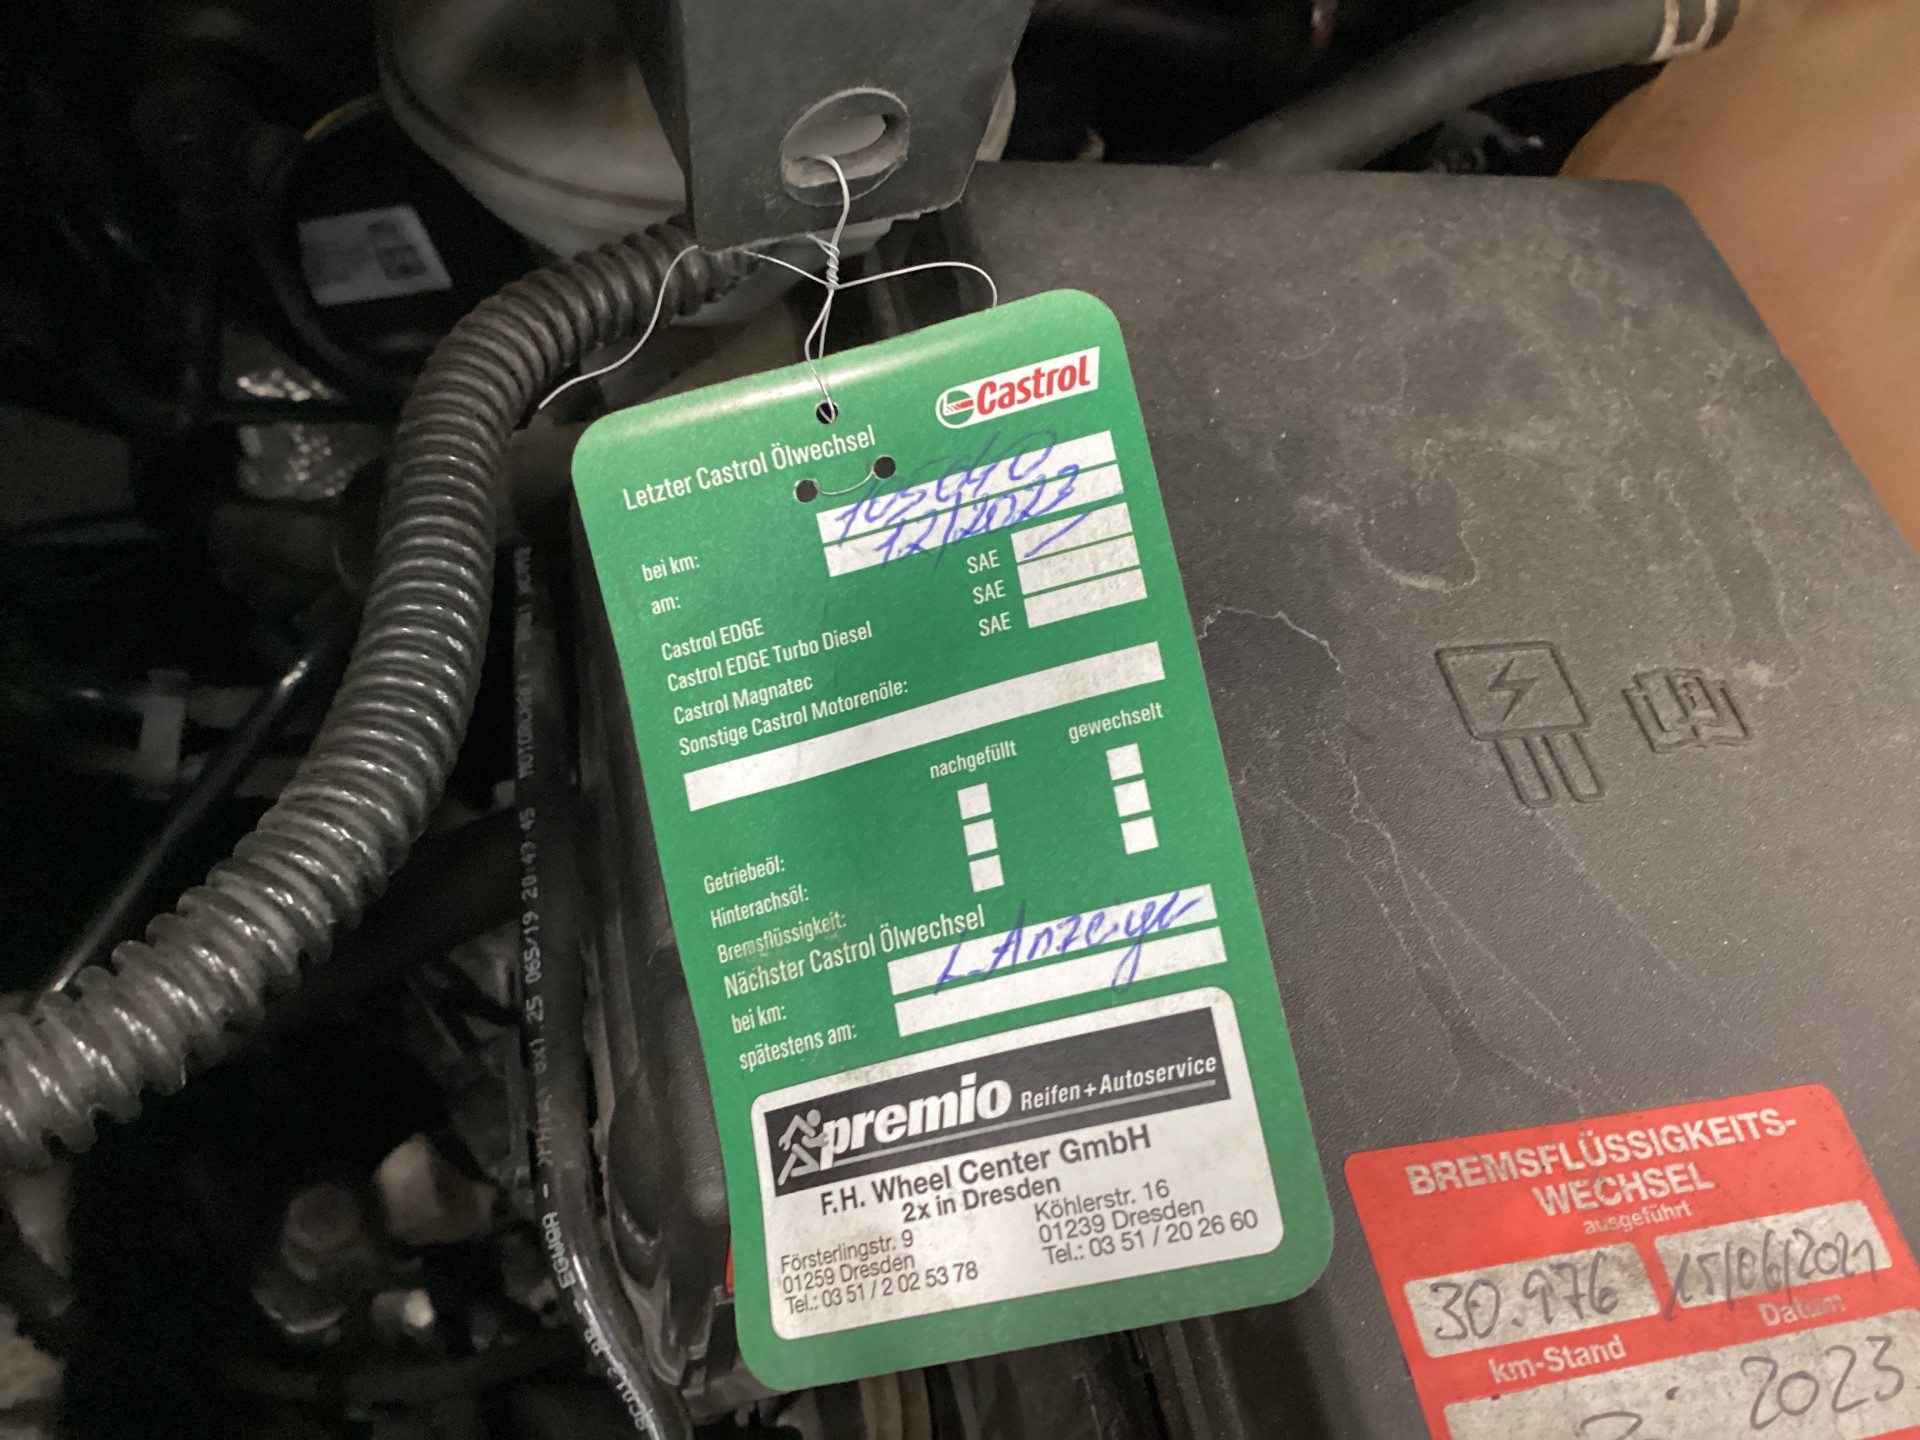 Castrol
Letzter Castrol Ölwechsel
bei km: 105640
am: 12/2023
Castrol EDGE SAE
Castrol EDGE Turbo Diesel SAE
Castrol Magnatec SAE
Sonstige Castrol Motorenöle:
nachgefüllt gewechselt
Getriebeöl:
Hinterachsöl:
Bremsflüssigkeit:
Nächster Castrol Ölwechsel
bei km: Anzeige
spätestens am:
premio Reifen + Autoservice
F.H. Wheel Center GmbH
2x in Dresden
Försterlingstr. 9
01259 Dresden
Tel.: 03 51 / 2 02 53 78
Köhlerstr. 16
01239 Dresden
Tel.: 03 51 / 20 26 60
BREMSFLÜSSIGKEITS-
WECHSEL
ausgeführt
30.976 15/06/2021
km-Stand Datum
2023